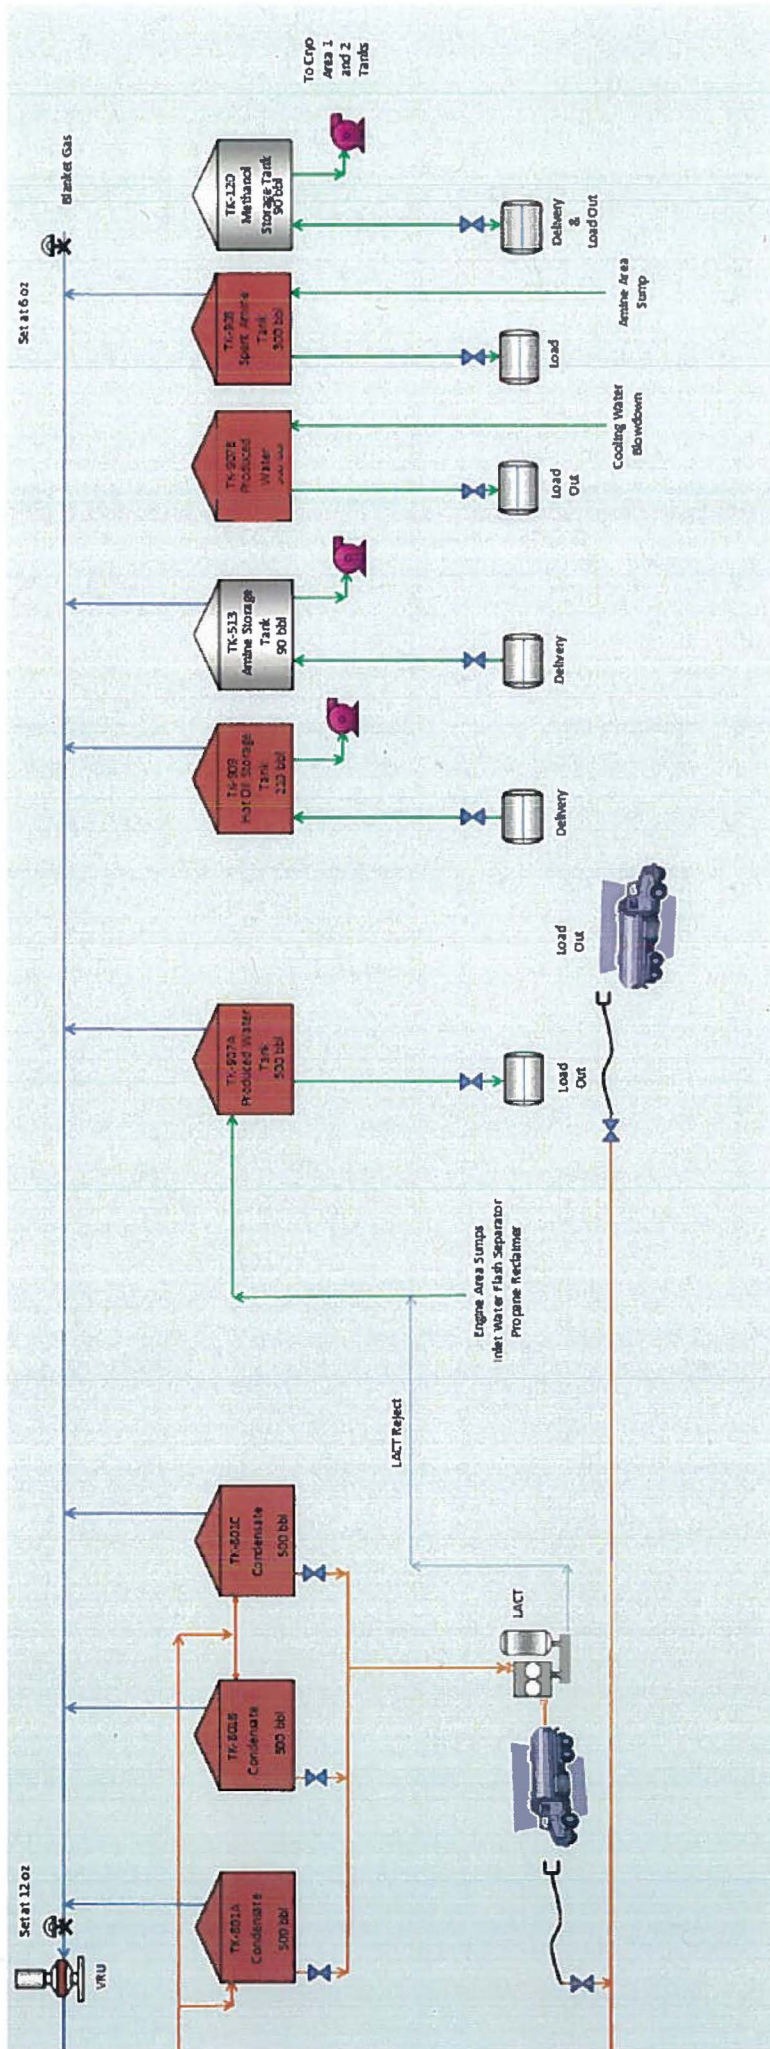 Set at 12 oz
VRU
TK-801A
Condensate
500 bbl
TK-801B
Condensate
500 bbl
TK-801C
Condensate
500 bbl
LACT
LACT Reject
Engine Area Sumps
Inlet Water Flash Separator
Propane Reclaimer
TK-907A
Produced Water
Tank
500 bbl
Load
Out
Load
Out
TK-909
Hot Oil Storage
Tank
210 bbl
Delivery
TK-513
Amine Storage
Tank
90 bbl
Delivery
TK-907B
Produced
Water
bbl
Load
Out
Cooling Water
Blowdown
Spent Amine
Tank
300 bbl
Load
Amine Area
Sump
Set at 6 oz
Blanket Gas
TK-120
Methanol
Storage Tank
90 bbl
Delivery
&
Load Out
To Cryo
Area 1
and 2
Tanks